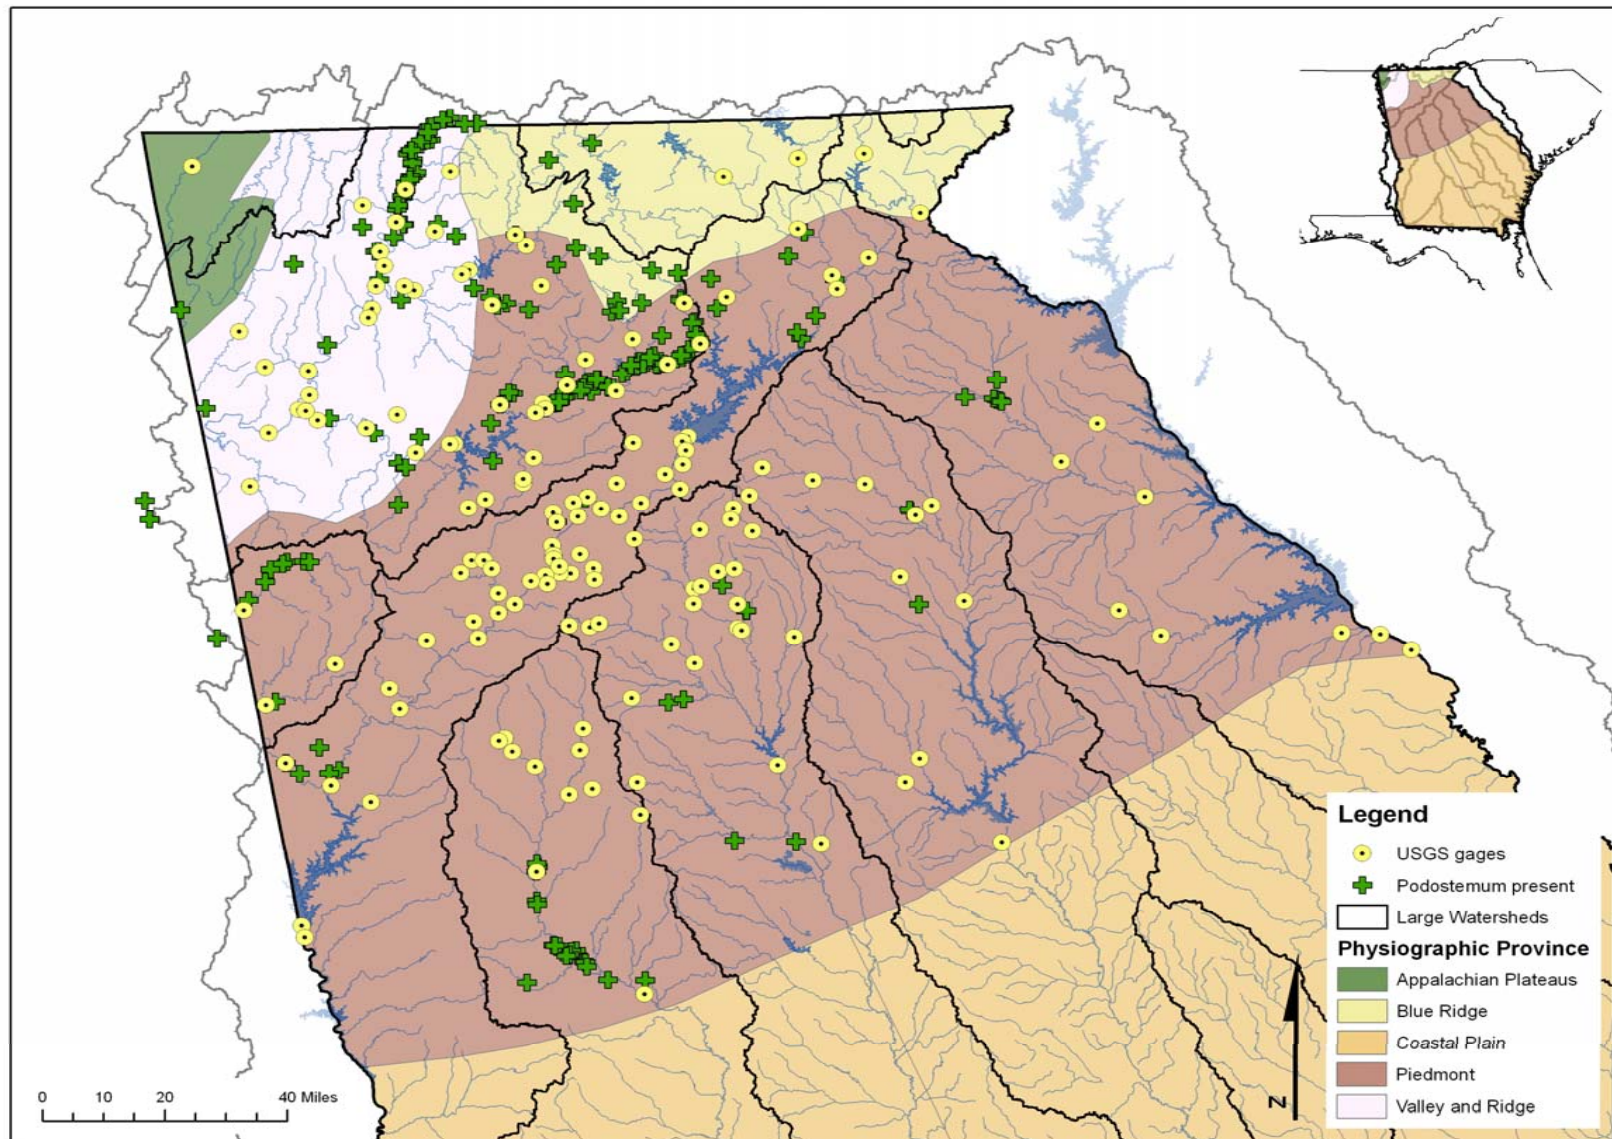 Legend
USGS gages
Podostemum present
Large Watersheds
Physiographic Province
Appalachian Plateaus
Blue Ridge
Coastal Plain
Piedmont
Valley and Ridge
0 10 20 40 Miles
N